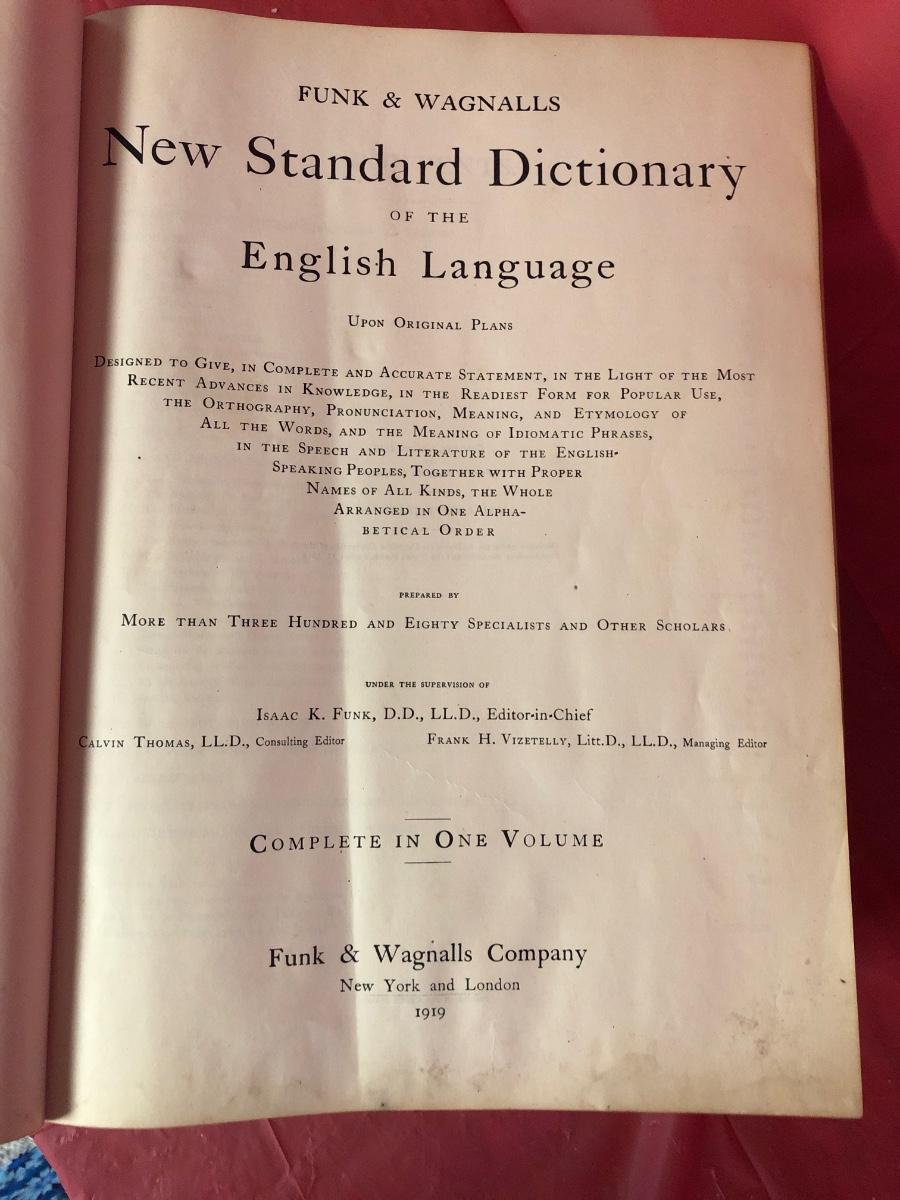 FUNK & WAGNALLS
New Standard Dictionary
OF THE
English Language
UPON ORIGINAL PLANS
DESIGNED TO GIVE, IN COMPLETE AND ACCURATE STATEMENT, IN THE LIGHT OF THE MOST
RECENT ADVANCES IN KNOWLEDGE, IN THE READIEST FORM FOR POPULAR USE,
THE ORTHOGRAPHY, PRONUNCIATION, MEANING, AND ETYMOLOGY OF
ALL THE WORDS, AND THE MEANING OF IDIOMATIC PHRASES,
IN THE SPEECH AND LITERATURE OF THE ENGLISH-
SPEAKING PEOPLES, TOGETHER WITH PROPER
NAMES OF ALL KINDS, THE WHOLE
ARRANGED IN ONE ALPHA-
BETICAL ORDER
PREPARED BY
MORE THAN THREE HUNDRED AND EIGHTY SPECIALISTS AND OTHER SCHOLARS
UNDER THE SUPERVISION OF
ISAAC K. FUNK, D.D., LL.D., Editor-in-Chief
CALVIN THOMAS, LL.D., Consulting Editor FRANK H. VIZETELLY, Litt.D., LL.D., Managing Editor
COMPLETE IN ONE VOLUME
Funk & Wagnalls Company
New York and London
1919